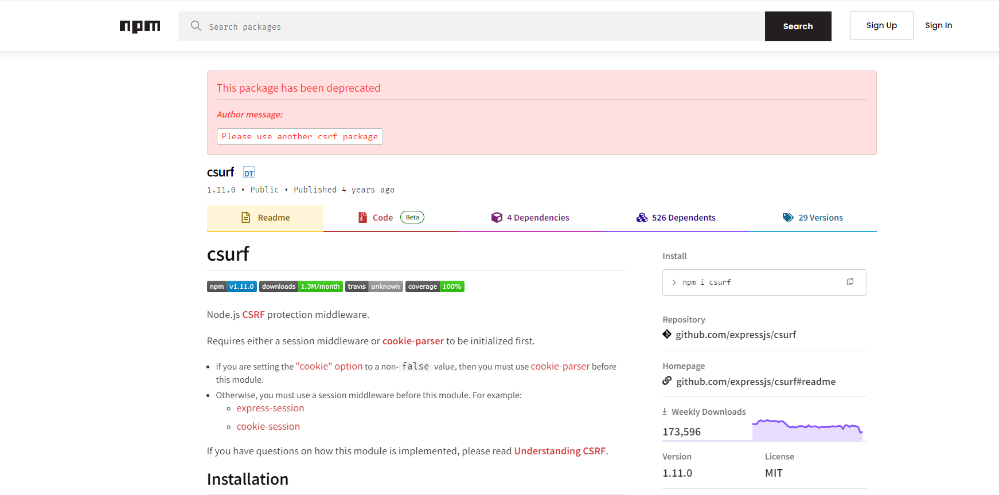 npm
Search packages
Search
Sign Up
Sign In
This package has been deprecated
Author message:
Please use another csrf package
csurf DT
1.11.0 • Public • Published 4 years ago
Readme
Code Beta
4 Dependencies
526 Dependents
29 Versions
csurf
npm v1.11.0 downloads 1.3M/month travis unknown coverage 100%
Node.js CSRF protection middleware.
Requires either a session middleware or cookie-parser to be initialized first.
• If you are setting the "cookie" option to a non-false value, then you must use cookie-parser before
this module.
• Otherwise, you must use a session middleware before this module. For example:
◦ express-session
◦ cookie-session
If you have questions on how this module is implemented, please read Understanding CSRF.
Installation
Install
> npm i csurf
Repository
github.com/expressjs/csurf
Homepage
github.com/expressjs/csurf#readme
Weekly Downloads
173,596
Version
License
1.11.0
MIT